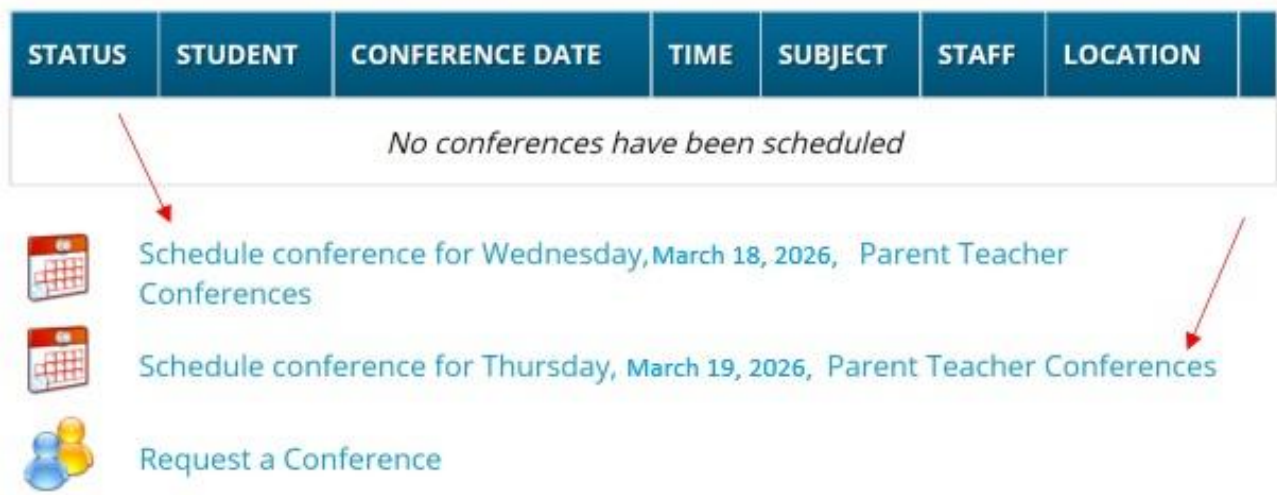 STATUS STUDENT CONFERENCE DATE TIME SUBJECT STAFF LOCATION
No conferences have been scheduled
Schedule conference for Wednesday, March 18, 2026, Parent Teacher
Conferences
Schedule conference for Thursday, March 19, 2026, Parent Teacher Conferences
Request a Conference